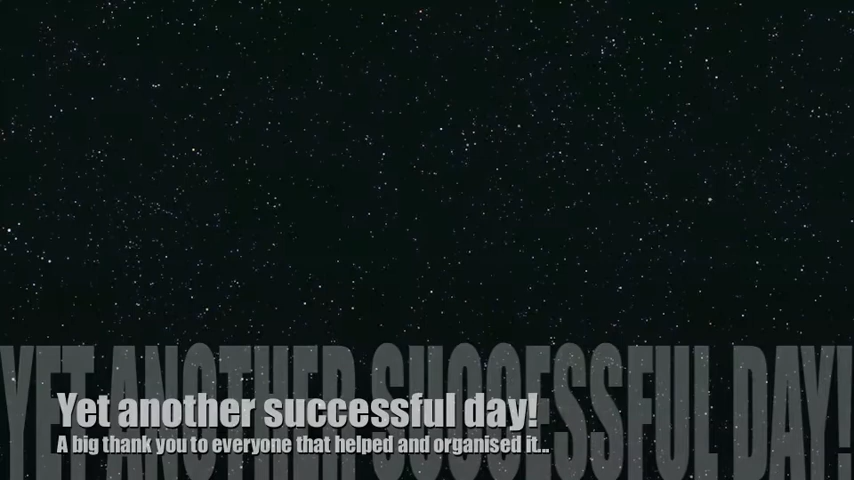 YET ANOTHER SUCCESSFUL DAY!
Yet another successful day!
A big thank you to everyone that helped and organised it...